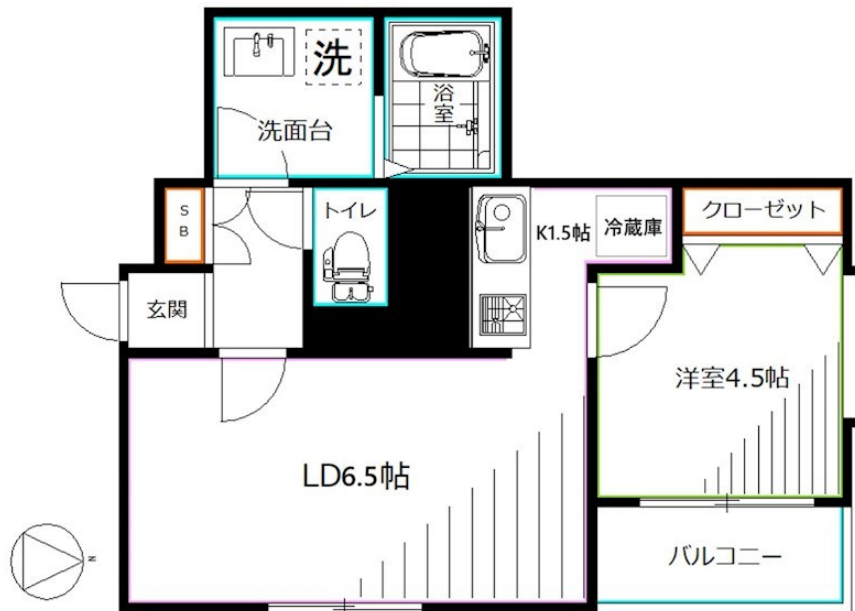 洗
洗面台
浴室
SB
トイレ
K1.5帖
冷蔵庫
クローゼット
玄関
洋室4.5帖
LD6.5帖
バルコニー
N